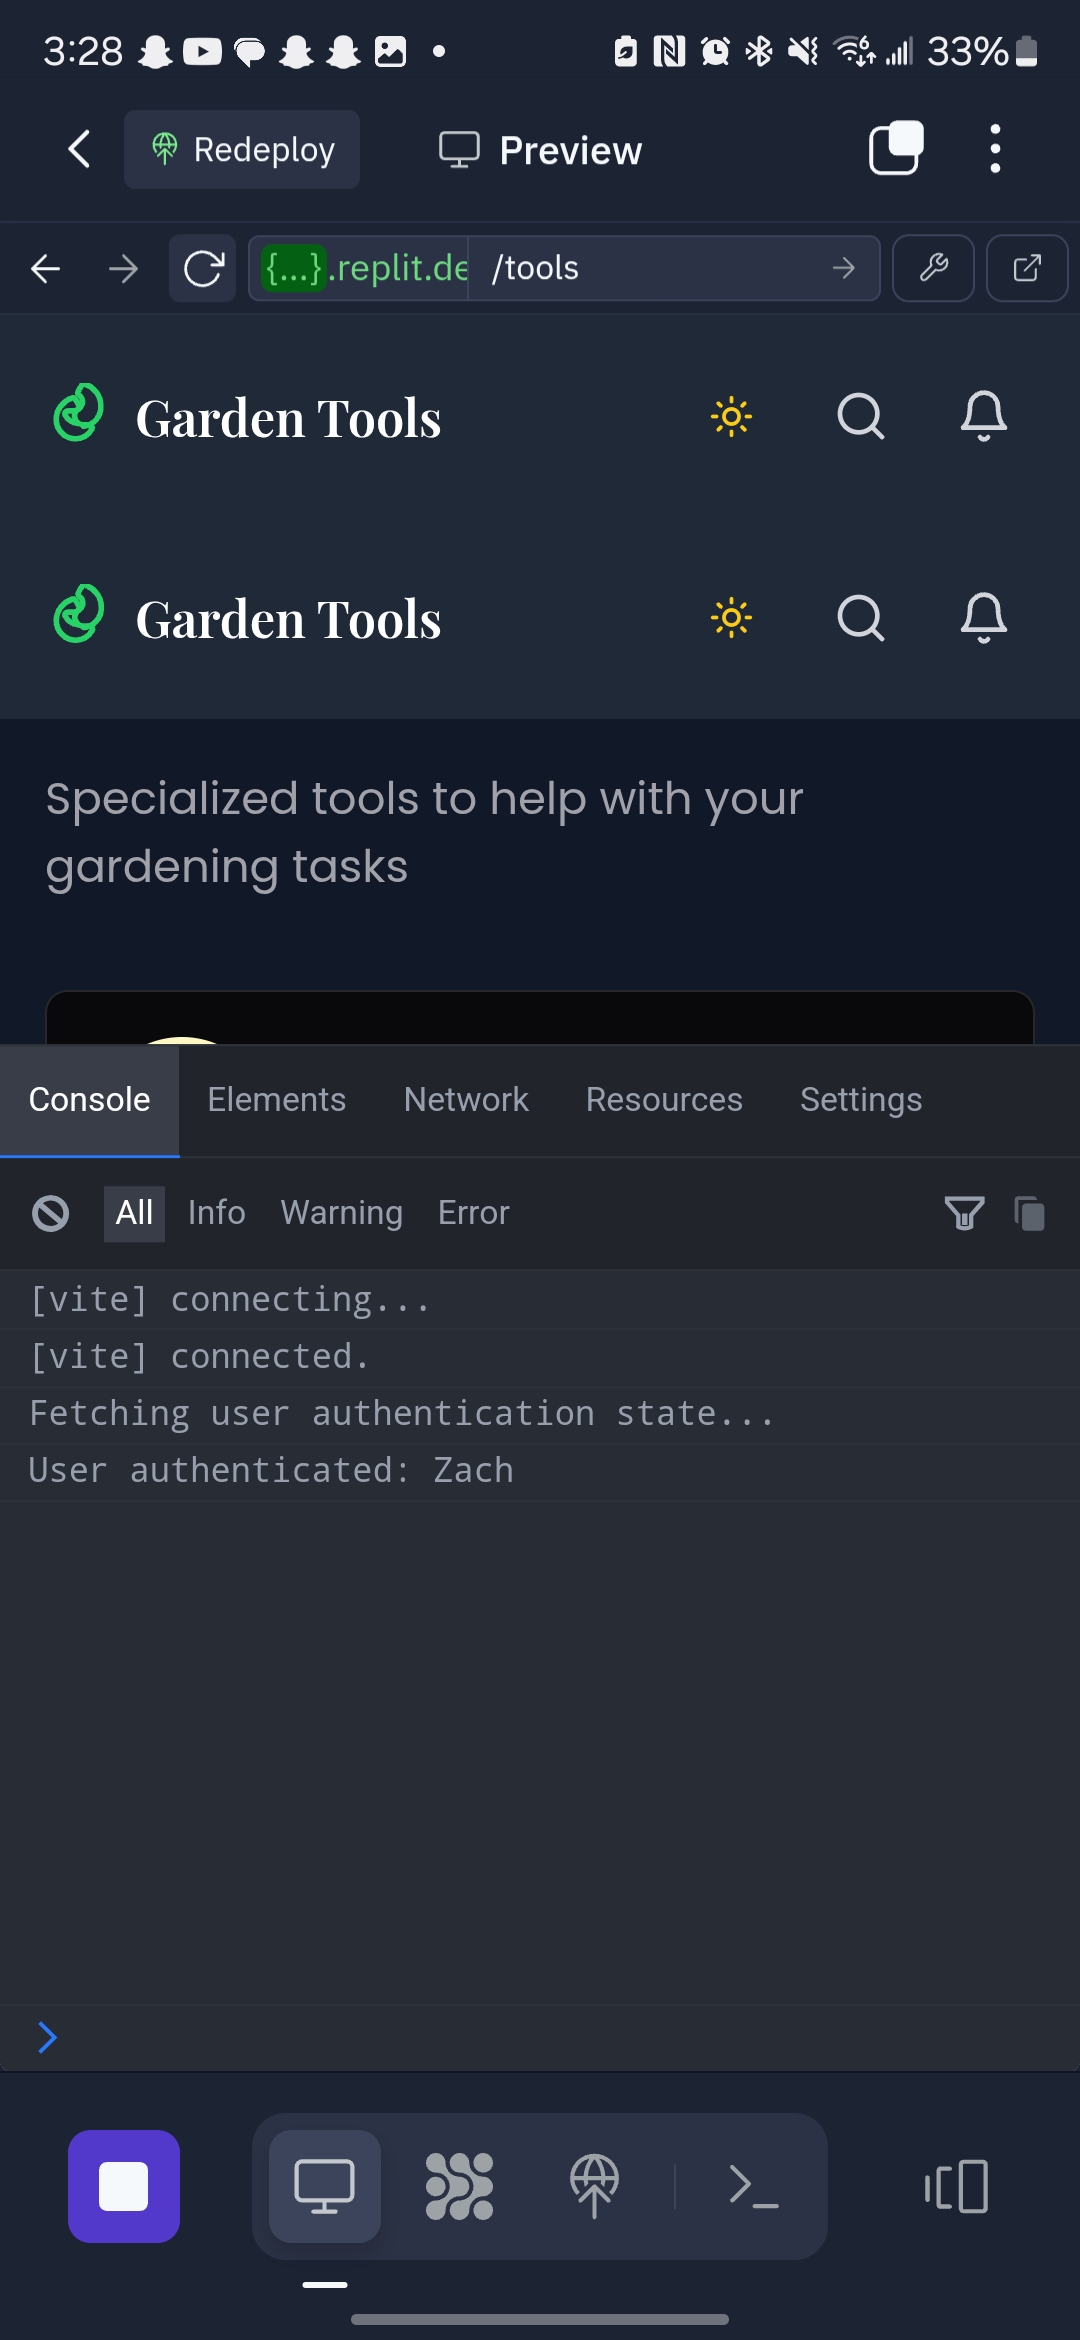 3:28 33%
Redeploy Preview
{...}.replit.de /tools
Garden Tools
Garden Tools
Specialized tools to help with your
gardening tasks
Console Elements Network Resources Settings
All Info Warning Error
[vite] connecting...
[vite] connected.
Fetching user authentication state...
User authenticated: Zach